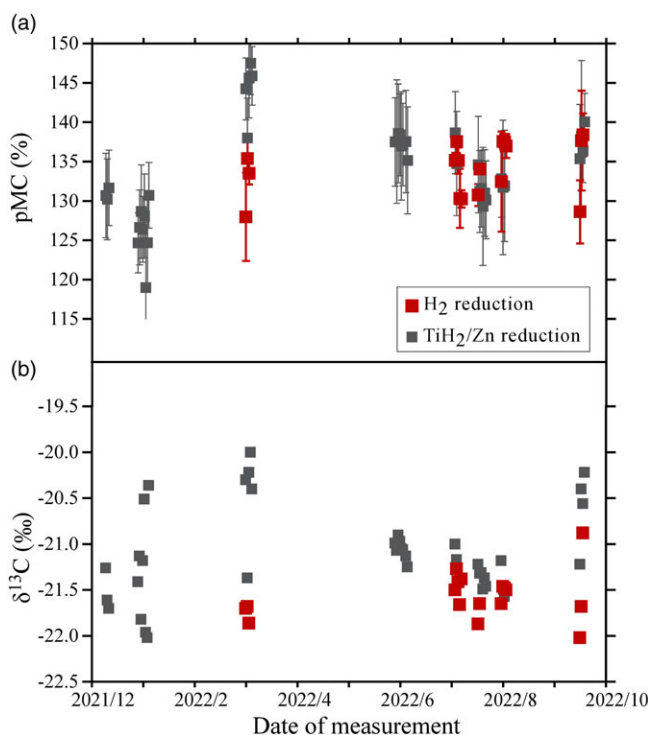 (a)
150
145
140
135
130
125
120
115
pMC (%)
H2 reduction
TiH2/Zn reduction
(b)
-19.5
-20.0
-20.5
-21.0
-21.5
-22.0
-22.5
δ13C (‰)
2021/12 2022/2 2022/4 2022/6 2022/8 2022/10
Date of measurement